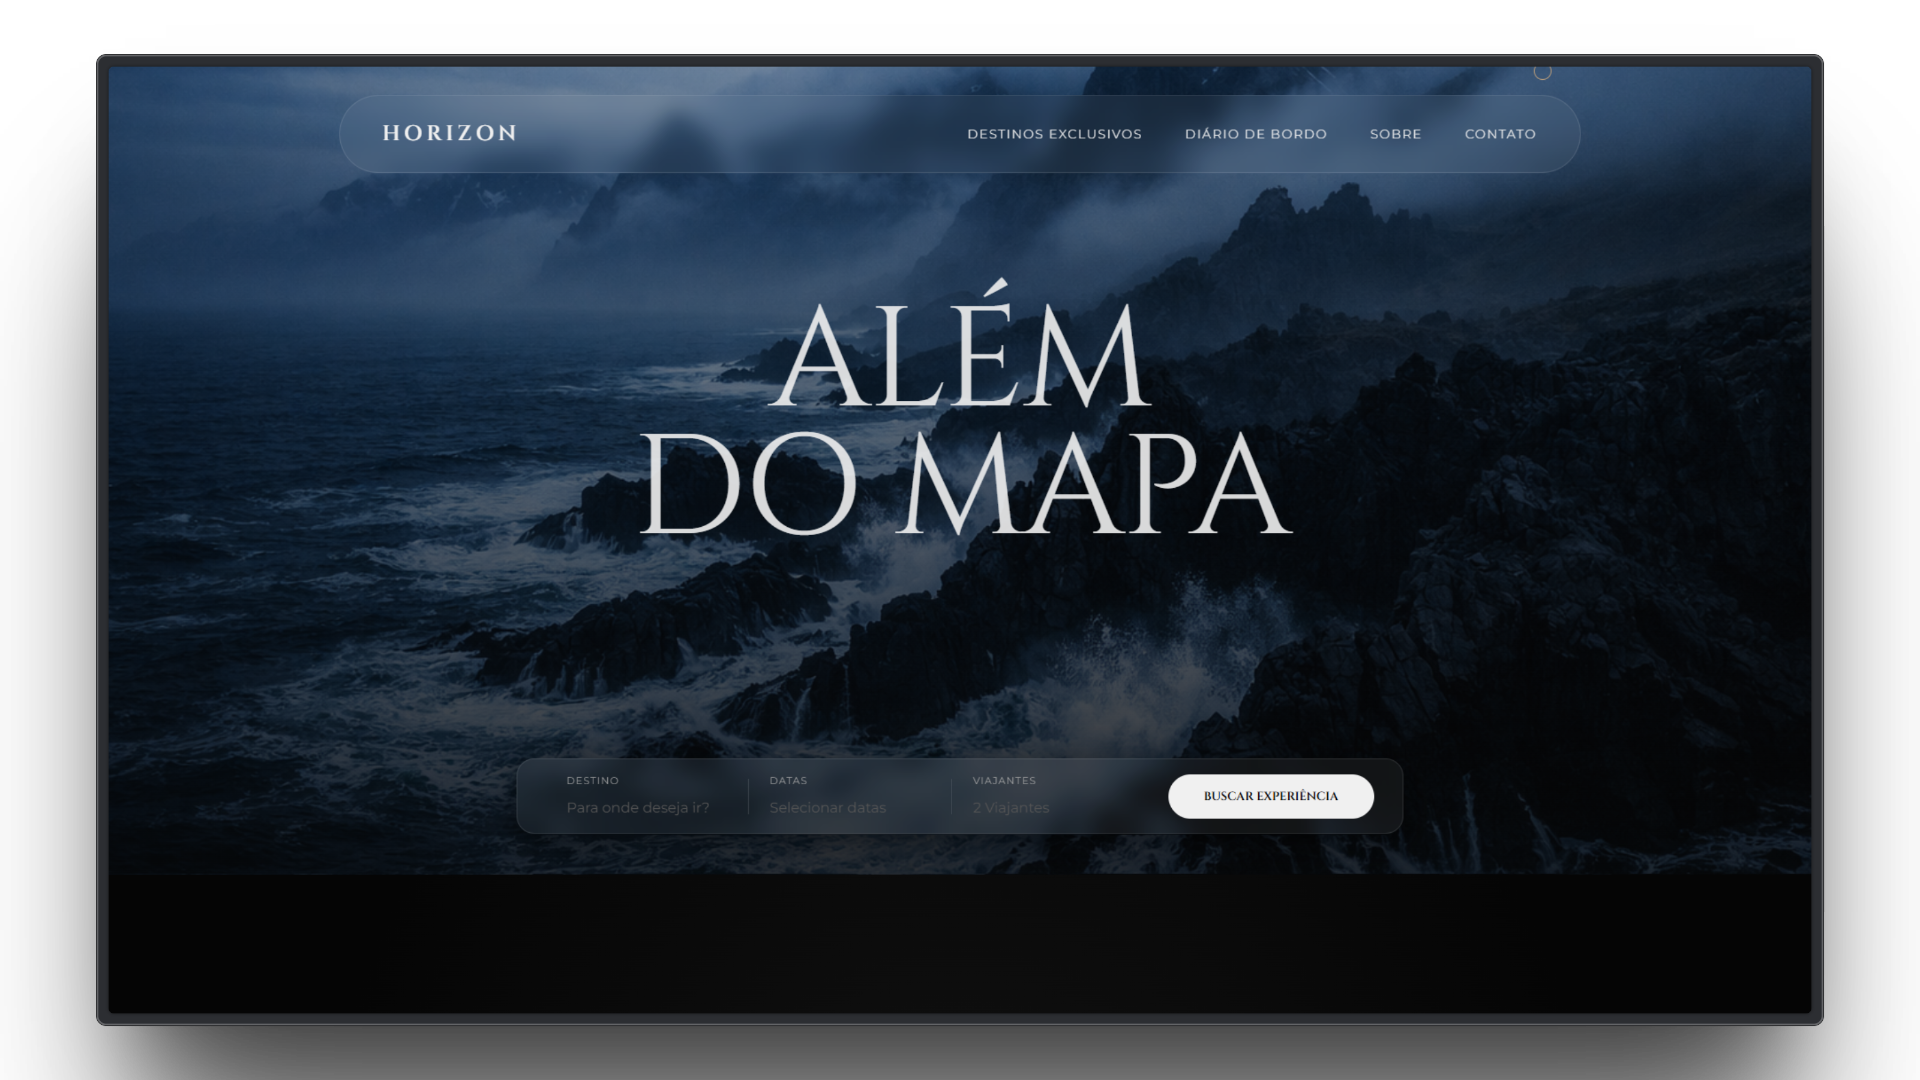 HORIZON
DESTINOS EXCLUSIVOS
DIÁRIO DE BORDO
SOBRE
CONTATO
ALÉM
DO MAPA
DESTINO
Para onde deseja ir?
DATAS
Selecionar datas
VIAJANTES
2 Viajantes
BUSCAR EXPERIÊNCIA